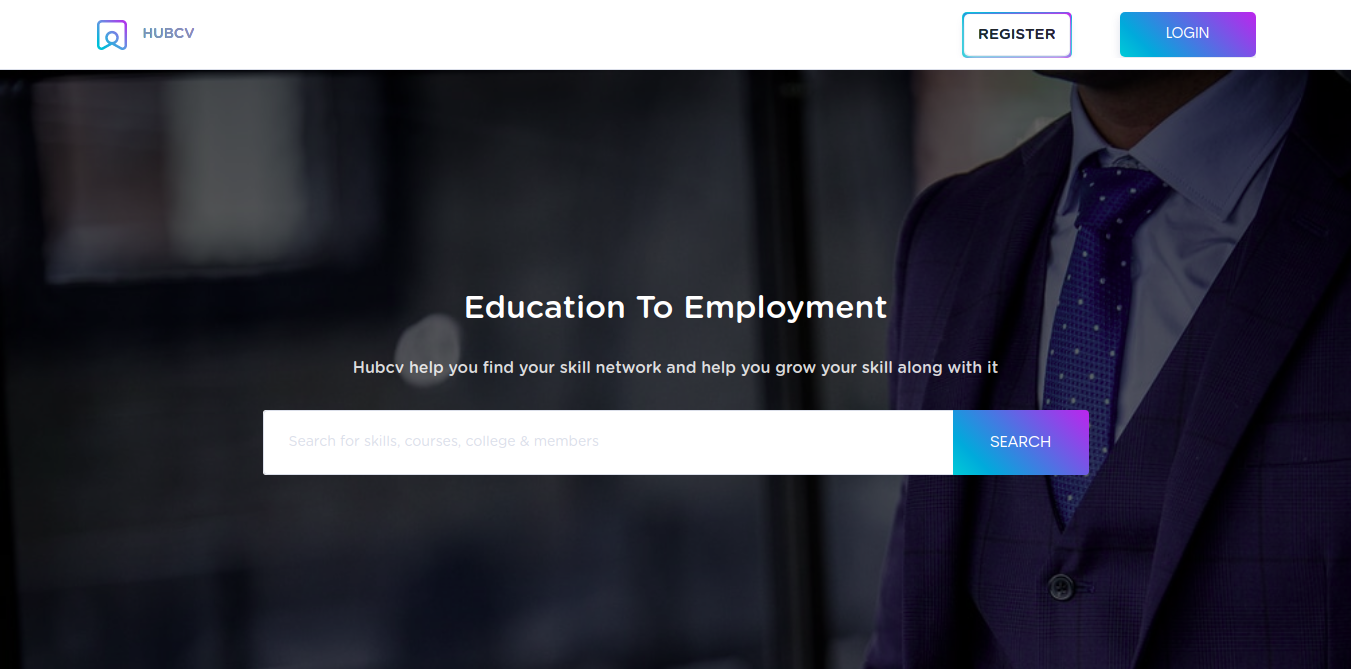 HUBCV
REGISTER
LOGIN
Education To Employment
Hubcv help you find your skill network and help you grow your skill along with it
Search for skills, courses, college & members
SEARCH